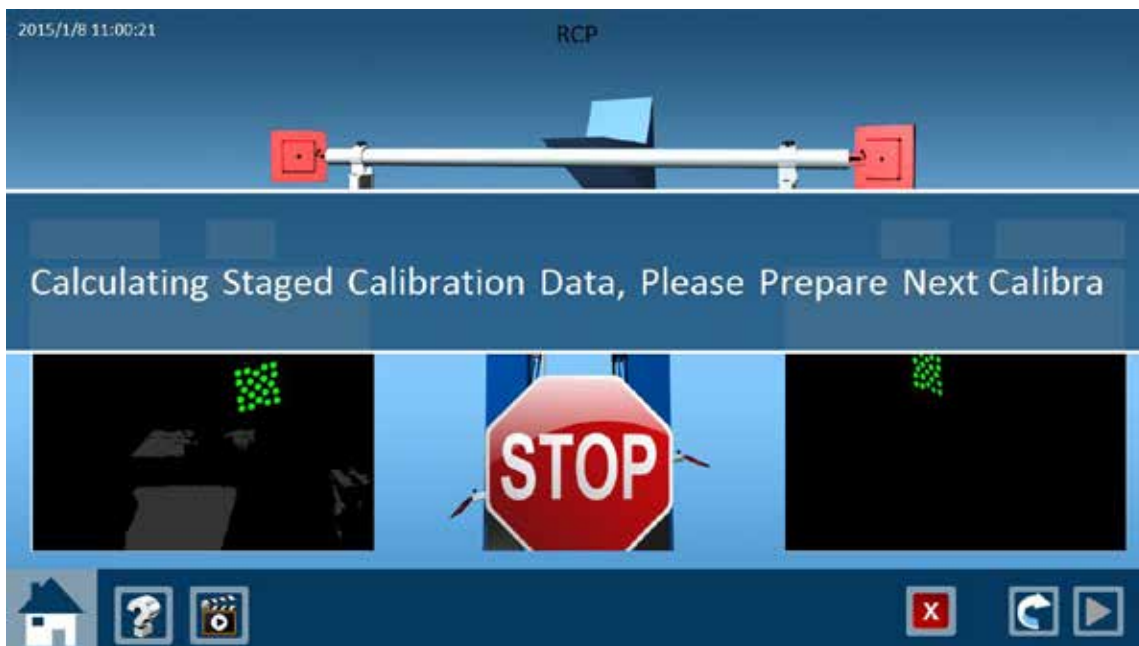 2015/1/8 11:00:21
RCP
Calculating Staged Calibration Data, Please Prepare Next Calibra
STOP
?
X